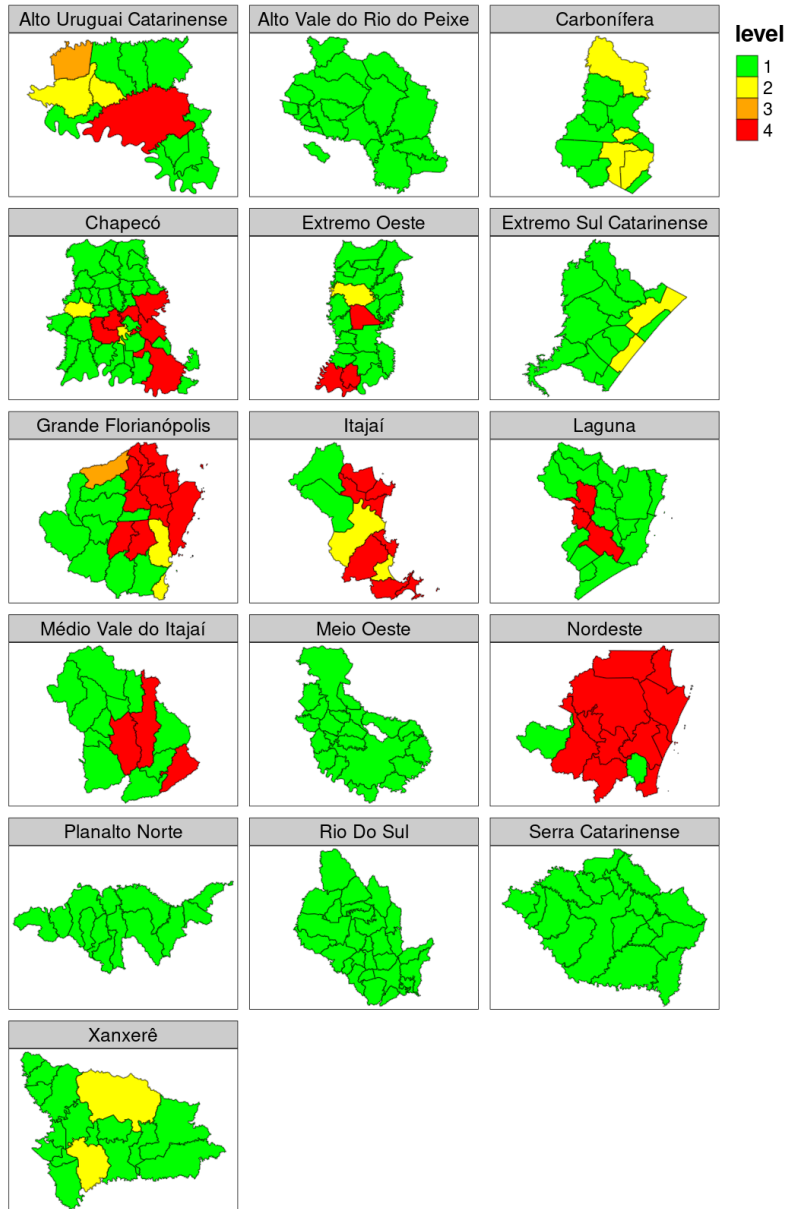 Alto Uruguai Catarinense
Alto Vale do Rio do Peixe
Carbonífera
level
1
2
3
4
Chapecó
Extremo Oeste
Extremo Sul Catarinense
Grande Florianópolis
Itajaí
Laguna
Médio Vale do Itajaí
Meio Oeste
Nordeste
Planalto Norte
Rio Do Sul
Serra Catarinense
Xanxerê